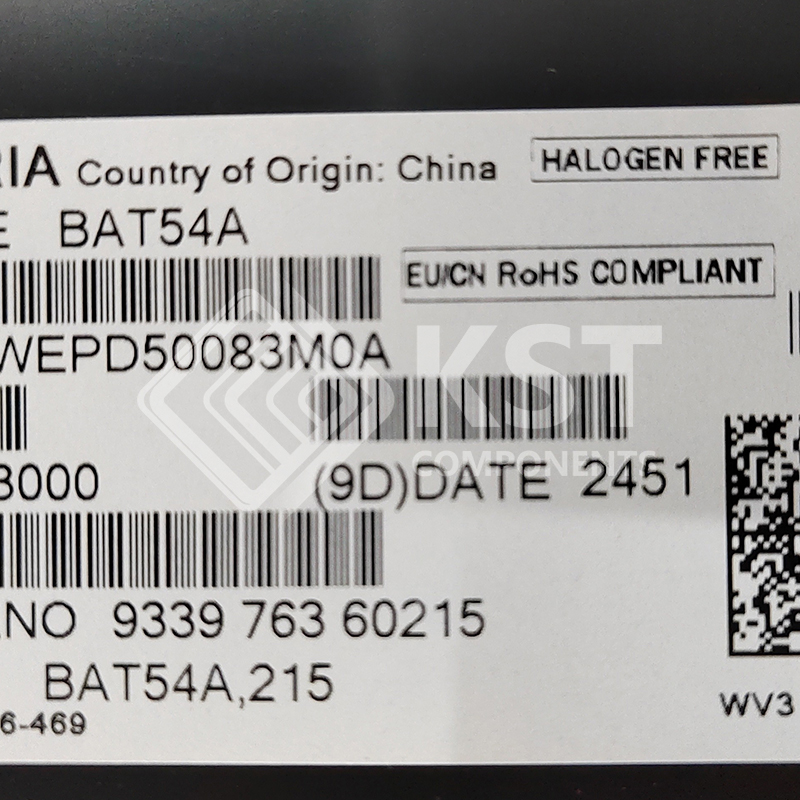 RIA Country of Origin: China
HALOGEN FREE
E BAT54A
EU/CN RoHS COMPLIANT
WEPD50083M0A
KST
COMPONENTS
3000
(9D)DATE 2451
NO 9339 763 60215
BAT54A,215
6-469
WV3